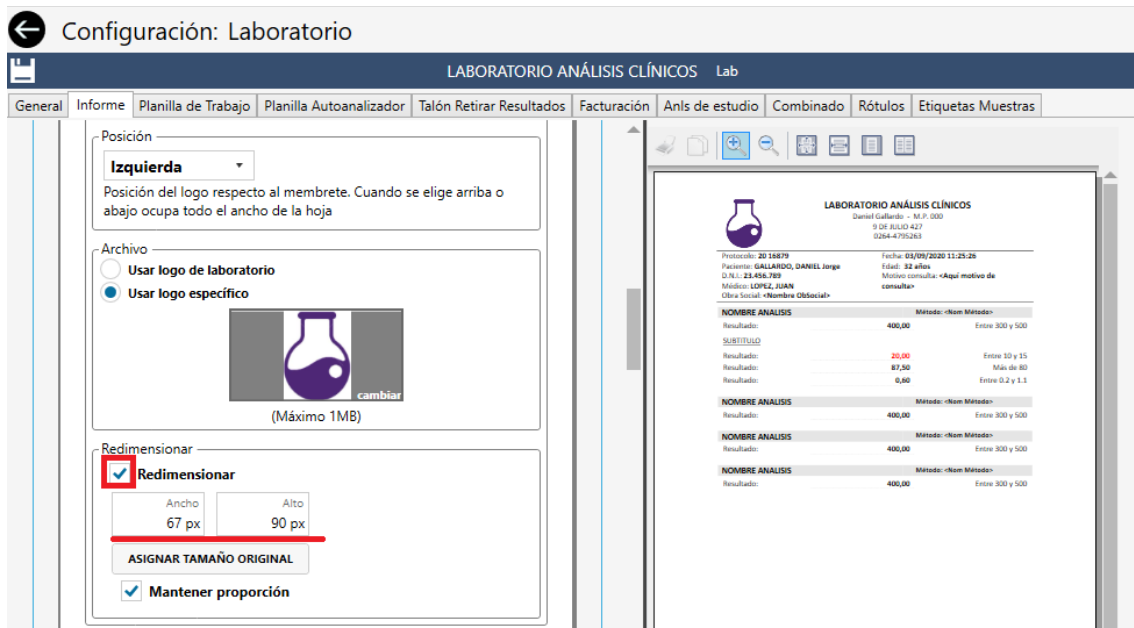 Configuración: Laboratorio
LABORATORIO ANÁLISIS CLÍNICOS Lab
General Informe Planilla de Trabajo Planilla Autoanalizador Talón Retirar Resultados Facturación Anls de estudio Combinado Rótulos Etiquetas Muestras
Posición
Izquierda
Posición del logo respecto al membrete. Cuando se elige arriba o
abajo ocupa todo el ancho de la hoja
Archivo
Usar logo de laboratorio
Usar logo específico
cambiar
(Máximo 1MB)
Redimensionar
Redimensionar
Ancho Alto
67 px 90 px
ASIGNAR TAMAÑO ORIGINAL
Mantener proporción
LABORATORIO ANÁLISIS CLÍNICOS
Daniel Gallardo - M.P. 000
9 DE JULIO 427
0264-4795263
Protocolo: 20 16879 Fecha: 03/09/2020 11:25:26
Paciente: GALLARDO, DANIEL Jorge Edad: 32 años
D.N.I.: 23.456.789 Motivo consulta: <Aquí motivo de
Médico: LOPEZ, JUAN consulta>
Obra Social: <Nombre ObSocial>
NOMBRE ANALISIS Método: <Nom Método>
Resultado: 400,00 Entre 300 y 500
SUBTITULO
Resultado: 20,00 Entre 10 y 15
Resultado: 87,50 Más de 80
Resultado: 0,60 Entre 0.2 y 1.1
NOMBRE ANALISIS Método: <Nom Método>
Resultado: 400,00 Entre 300 y 500
NOMBRE ANALISIS Método: <Nom Método>
Resultado: 400,00 Entre 300 y 500
NOMBRE ANALISIS Método: <Nom Método>
Resultado: 400,00 Entre 300 y 500